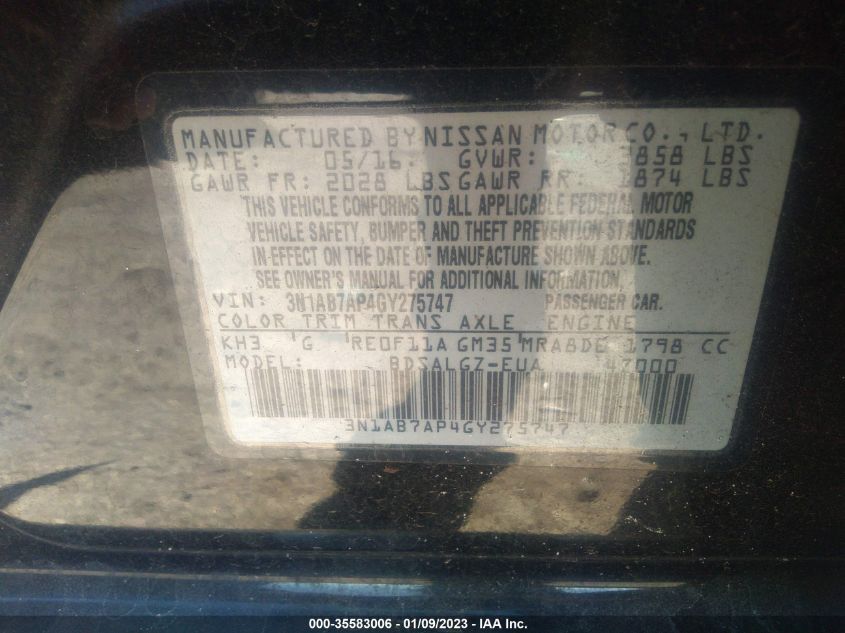 MANUFACTURED BY NISSAN MOTOR CO., LTD.
DATE: 05/16 GVWR: 3858 LBS
GAWR FR: 2028 LBS GAWR RR: 1874 LBS
THIS VEHICLE CONFORMS TO ALL APPLICABLE FEDERAL MOTOR
VEHICLE SAFETY, BUMPER AND THEFT PREVENTION STANDARDS
IN-EFFECT ON THE DATE OF MANUFACTURE SHOWN ABOVE.
SEE OWNER'S MANUAL FOR ADDITIONAL INFORMATION.
VIN: 3N1AB7AP4GY275747 PASSENGER CAR.
COLOR TRIM TRANS AXLE ENGINE
KH3 'G 'RE0F11A GM35'MRA8DE 1798 CC
MODEL: BDSALGZ-EUA 47000
3N1AB7AP4GY275747
000-35583006 / 01/09/2023 - IAA Inc.